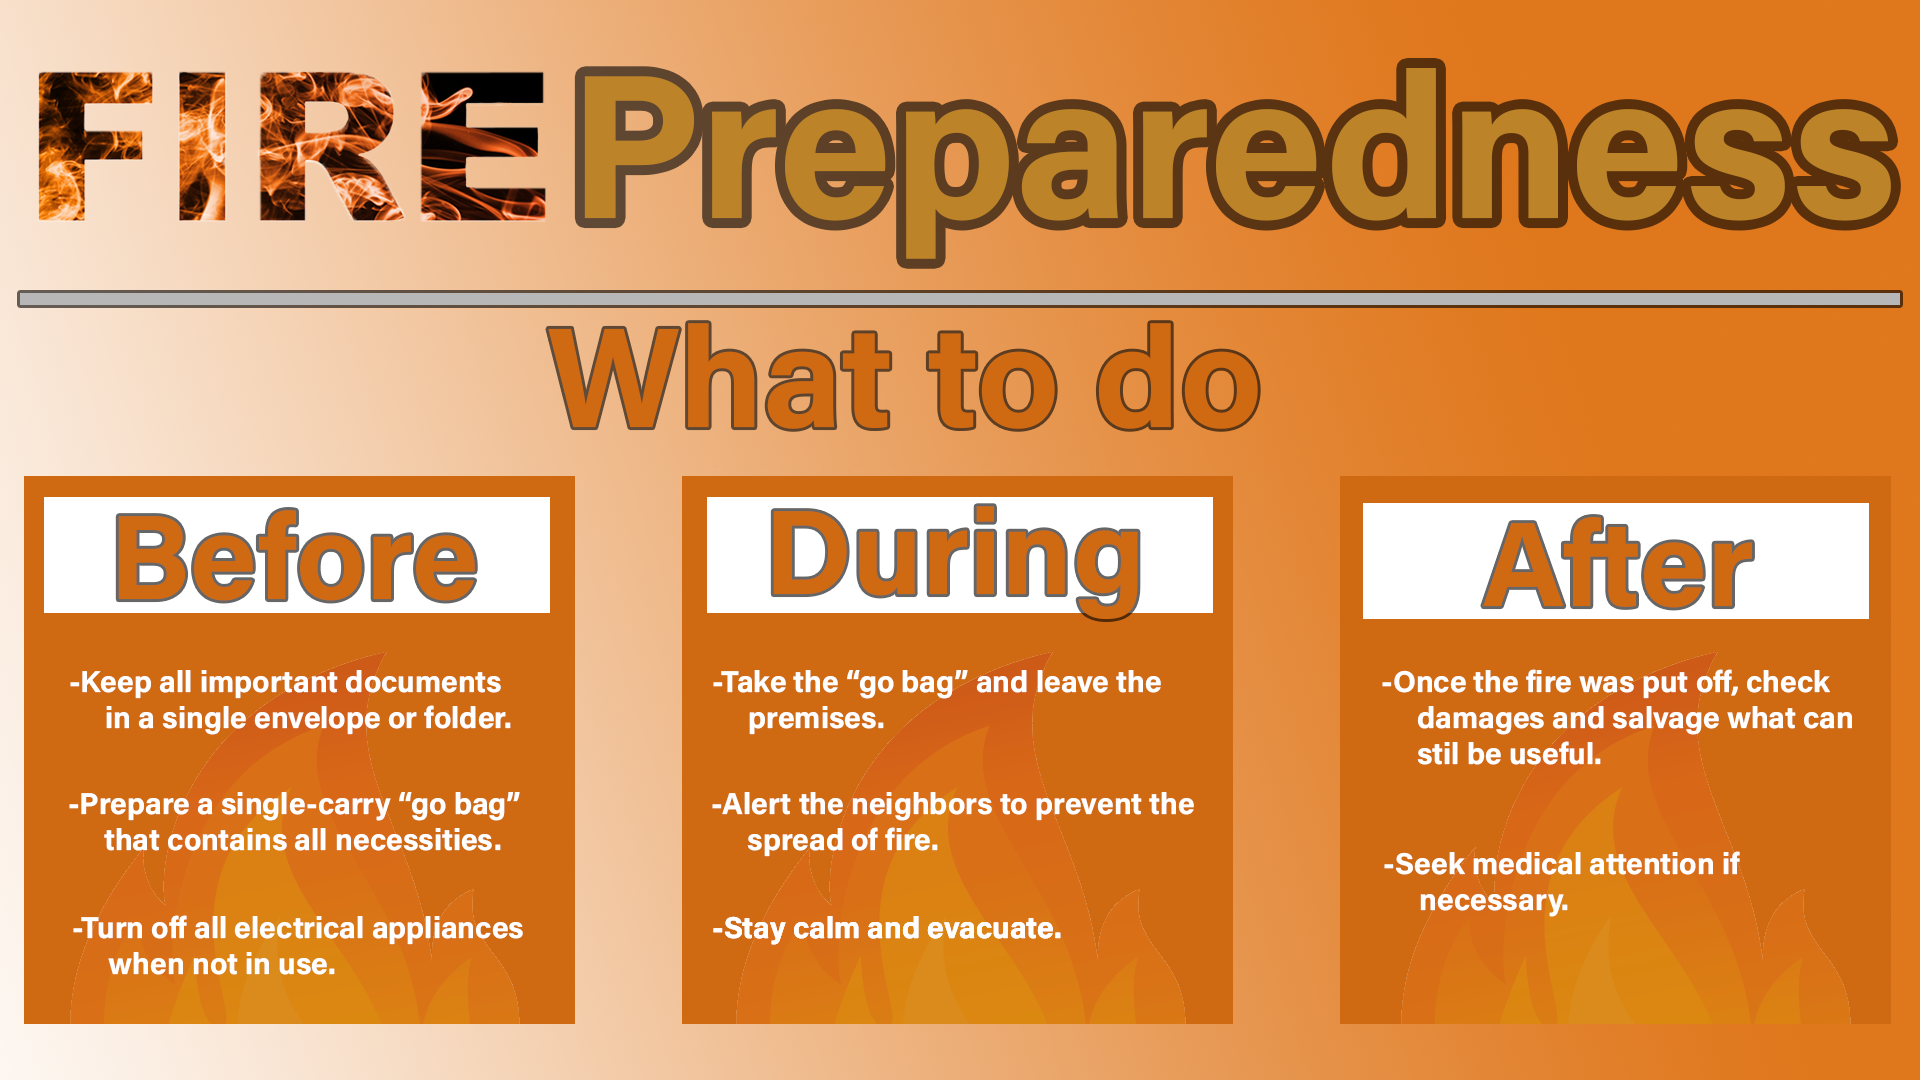 FIRE Preparedness
What to do
Before
-Keep all important documents
in a single envelope or folder.
-Prepare a single-carry “go bag”
that contains all necessities.
-Turn off all electrical appliances
when not in use.
During
-Take the “go bag” and leave the
premises.
-Alert the neighbors to prevent the
spread of fire.
-Stay calm and evacuate.
After
-Once the fire was put off, check
damages and salvage what can
stil be useful.
-Seek medical attention if
necessary.